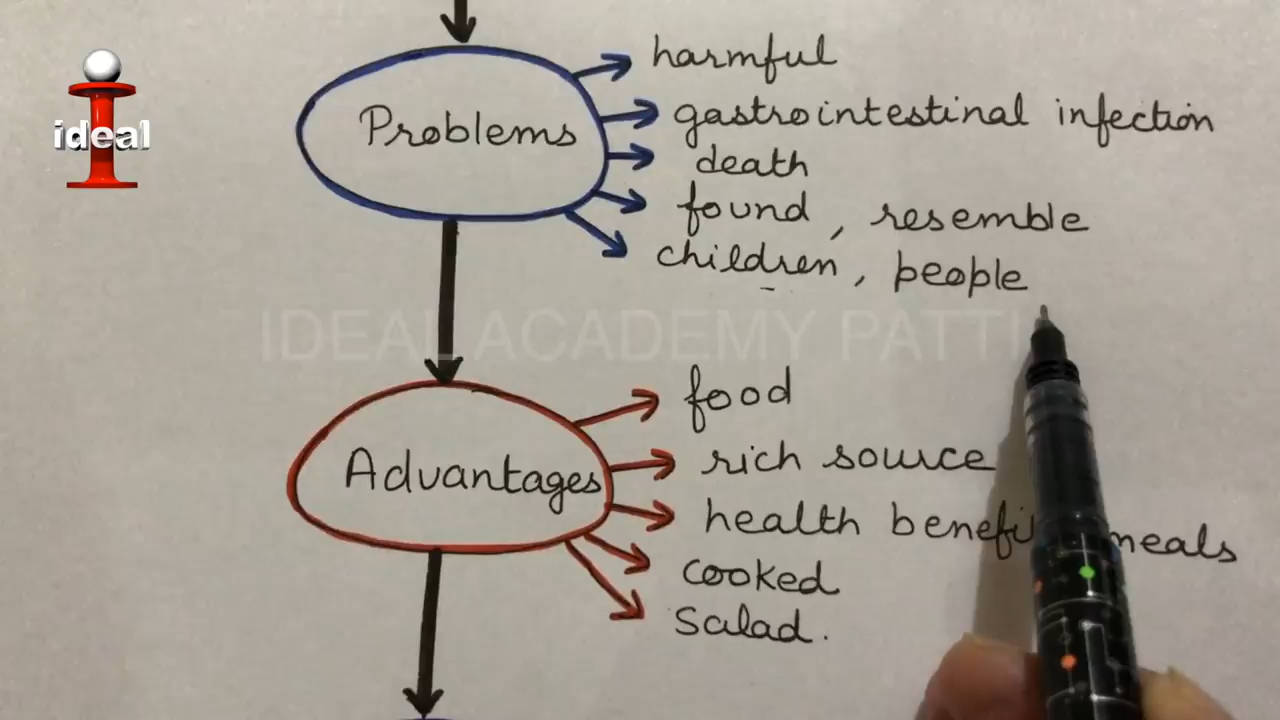 ideal
Problems
harmful
gastrointestinal infection
death
found, resemble
children, people
IDEAL ACADEMY PATTI
Advantages
food
rich source
health meals
cooked
Salad.